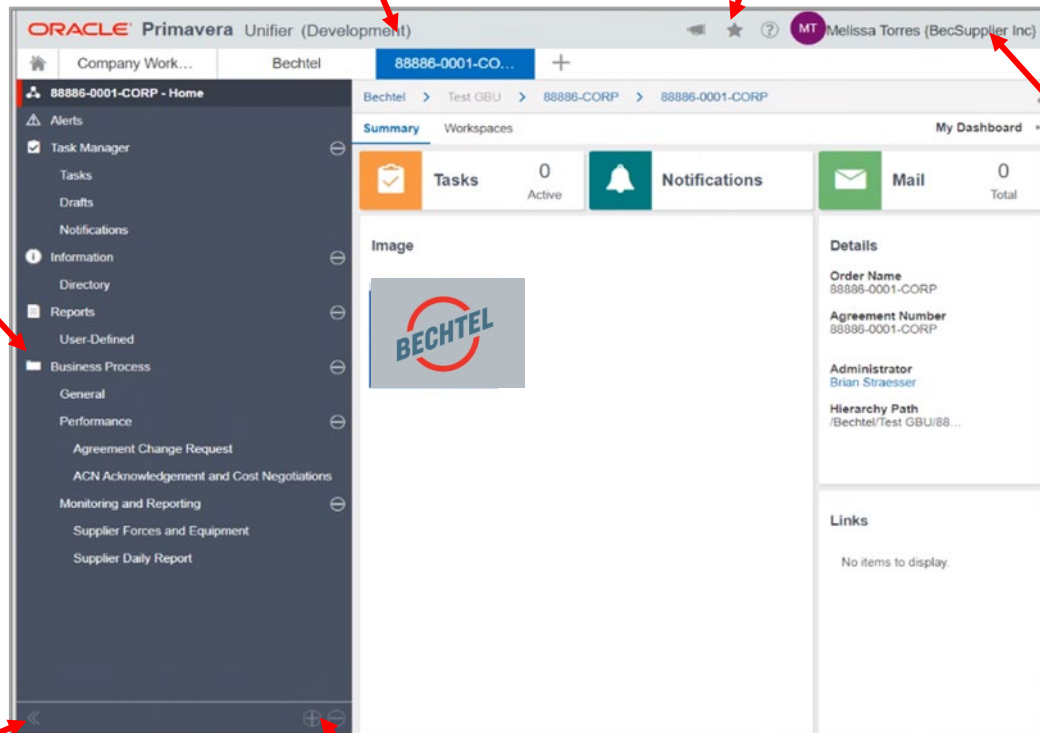 ORACLE Primavera Unifier (Development)
MT Melissa Torres (BecSupplier Inc)
Company Work... Bechtel 88886-0001-CO...
88886-0001-CORP - Home
Alerts
Task Manager
Tasks
Drafts
Notifications
Information
Directory
Reports
User-Defined
Business Process
General
Performance
Agreement Change Request
ACN Acknowledgement and Cost Negotiations
Monitoring and Reporting
Supplier Forces and Equipment
Supplier Daily Report
Bechtel > Test GBU > 88886-CORP > 88886-0001-CORP
Summary Workspaces My Dashboard
Tasks 0 Active
Notifications
Mail 0 Total
Image
BECHTEL
Details
Order Name
88886-0001-CORP
Agreement Number
88886-0001-CORP
Administrator
Brian Straesser
Hierarchy Path
/Bechtel/Test GBU/88...
Links
No items to display.